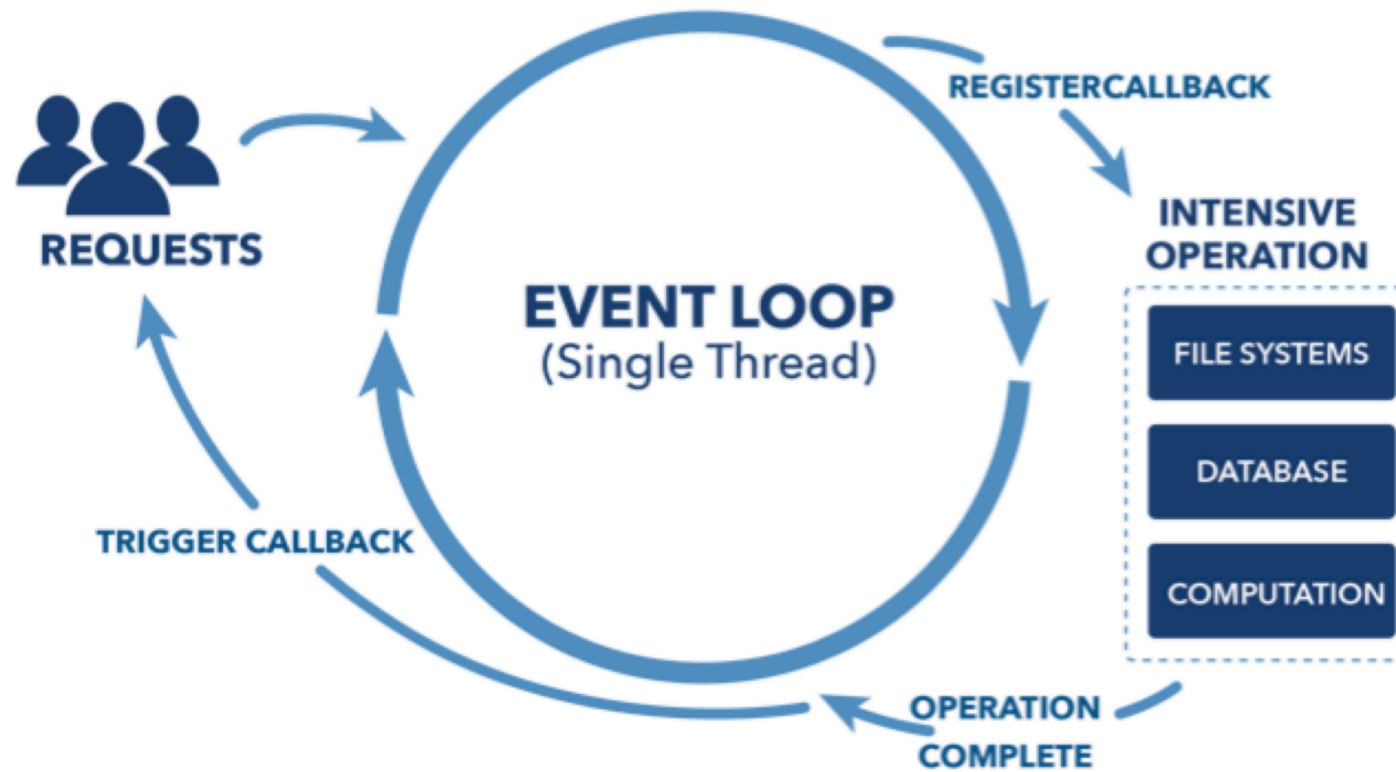 REGISTERCALLBACK
REQUESTS
INTENSIVE
OPERATION
EVENT LOOP
(Single Thread)
FILE SYSTEMS
DATABASE
COMPUTATION
TRIGGER CALLBACK
OPERATION
COMPLETE